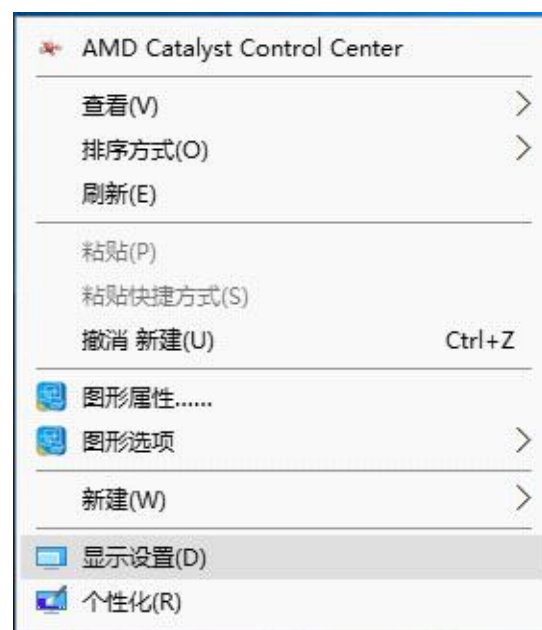 AMD Catalyst Control Center
查看(V)
排序方式(O)
刷新(E)
粘贴(P)
粘贴快捷方式(S)
撤消 新建(U) Ctrl+Z
图形属性......
图形选项
新建(W)
显示设置(D)
个性化(R)